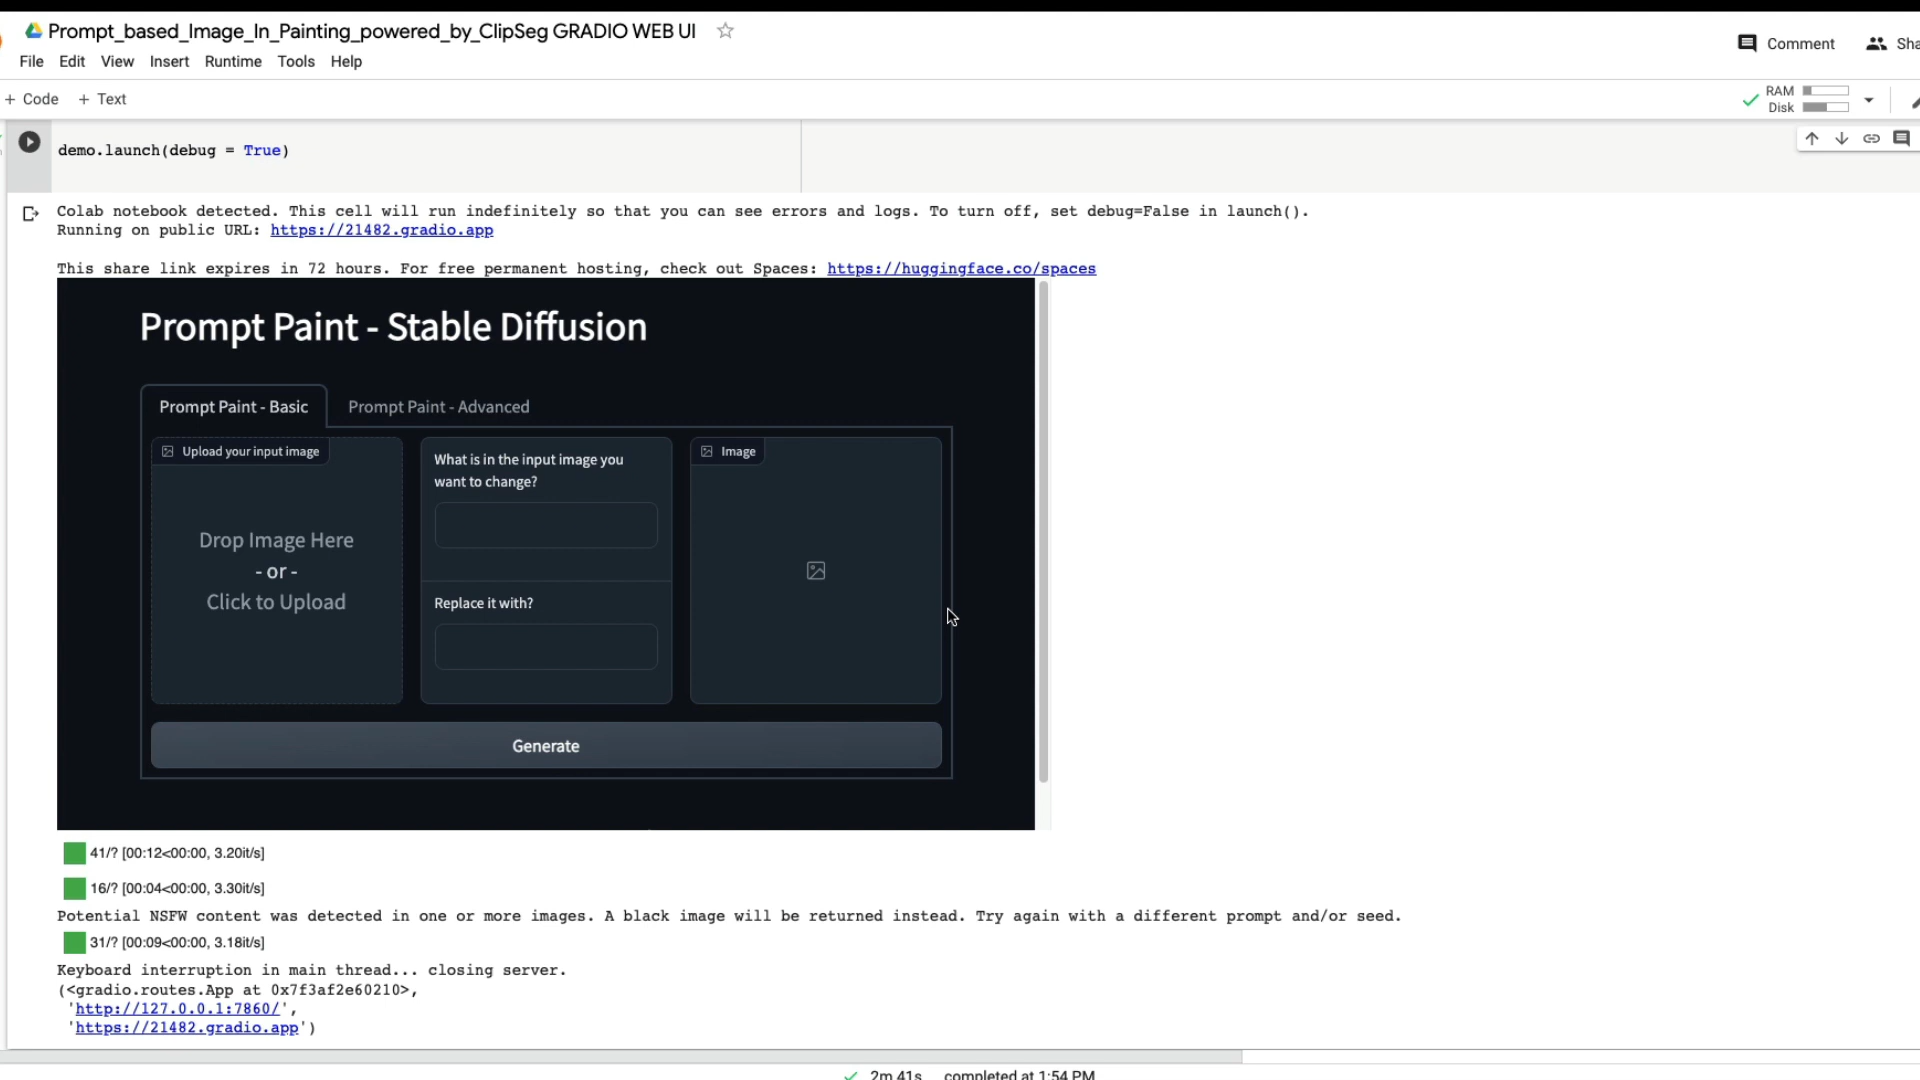 Prompt_based_Image_In_Painting_powered_by_ClipSeg GRADIO WEB UI
Comment
File Edit View Insert Runtime Tools Help
+ Code + Text
RAM
Disk
demo.launch(debug = True)
Colab notebook detected. This cell will run indefinitely so that you can see errors and logs. To turn off, set debug=False in launch().
Running on public URL: https://21482.gradio.app
This share link expires in 72 hours. For free permanent hosting, check out Spaces: https://huggingface.co/spaces
Prompt Paint - Stable Diffusion
Prompt Paint - Basic Prompt Paint - Advanced
Upload your input image
Drop Image Here
- or -
Click to Upload
What is in the input image you
want to change?
Replace it with?
Image
Generate
41/? [00:12<00:00, 3.20it/s]
16/? [00:04<00:00, 3.30it/s]
Potential NSFW content was detected in one or more images. A black image will be returned instead. Try again with a different prompt and/or seed.
31/? [00:09<00:00, 3.18it/s]
Keyboard interruption in main thread... closing server.
(<gradio.routes.App at 0x7f3af2e60210>,
'http://127.0.0.1:7860/',
'https://21482.gradio.app')
2m 41s completed at 1:54 PM